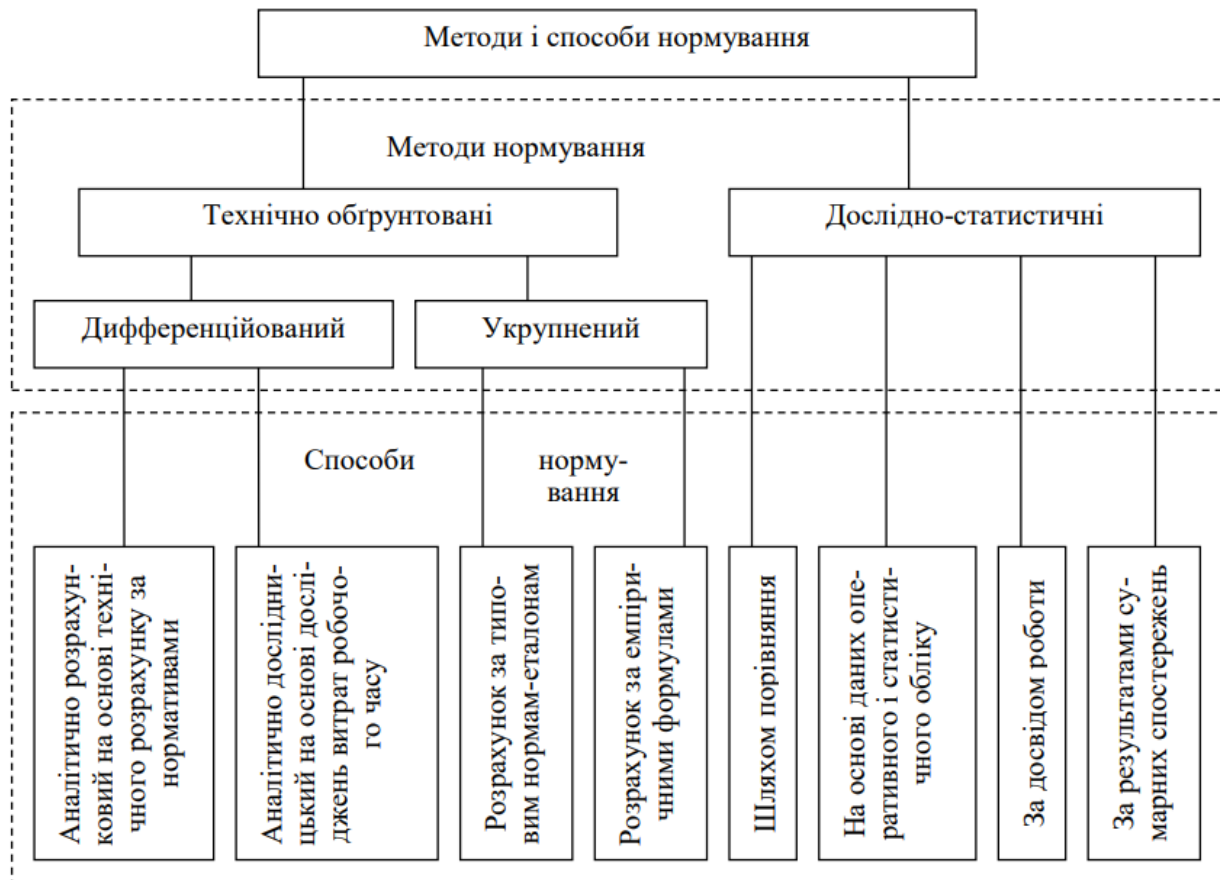 Методи і способи нормування
Методи нормування
Технічно обґрунтовані
Дослідно-статистичні
Дифференційований
Укрупнений
Способи
норму-
вання
Аналітично розрахун-
ковий на основі техні-
чного розрахунку за
нормативами
Аналітично дослідни-
цький на основі дослі-
джень витрат робочо-
го часу
Розрахунок за типо-
вим нормам-еталонам
Розрахунок за емпіри-
чними формулами
Шляхом порівняння
На основі даних опе-
ративного і статисти-
чного обліку
За досвідом роботи
За результатами су-
марних спостережень